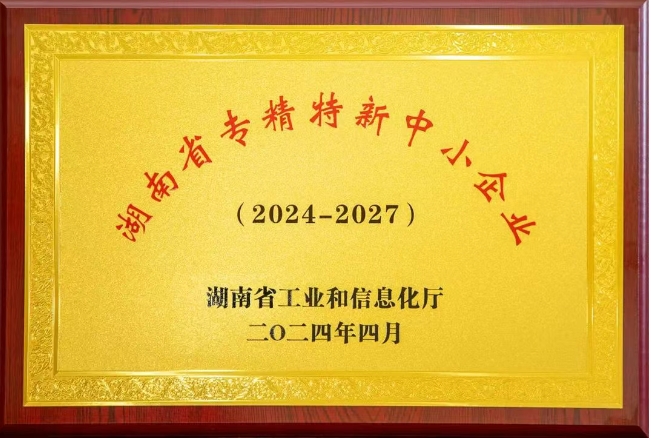 湖南省专精特新中小企业
（2024-2027）
湖南省工业和信息化厅
二O二四年四月